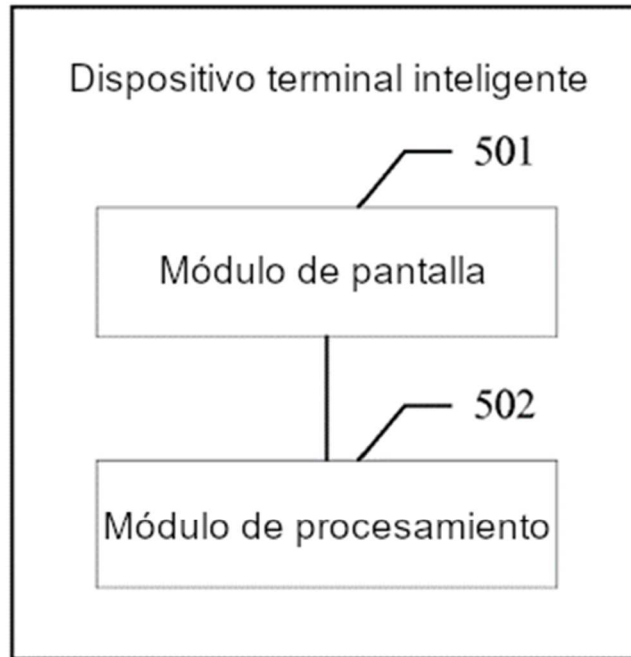 Dispositivo terminal inteligente
501
Módulo de pantalla
502
Módulo de procesamiento